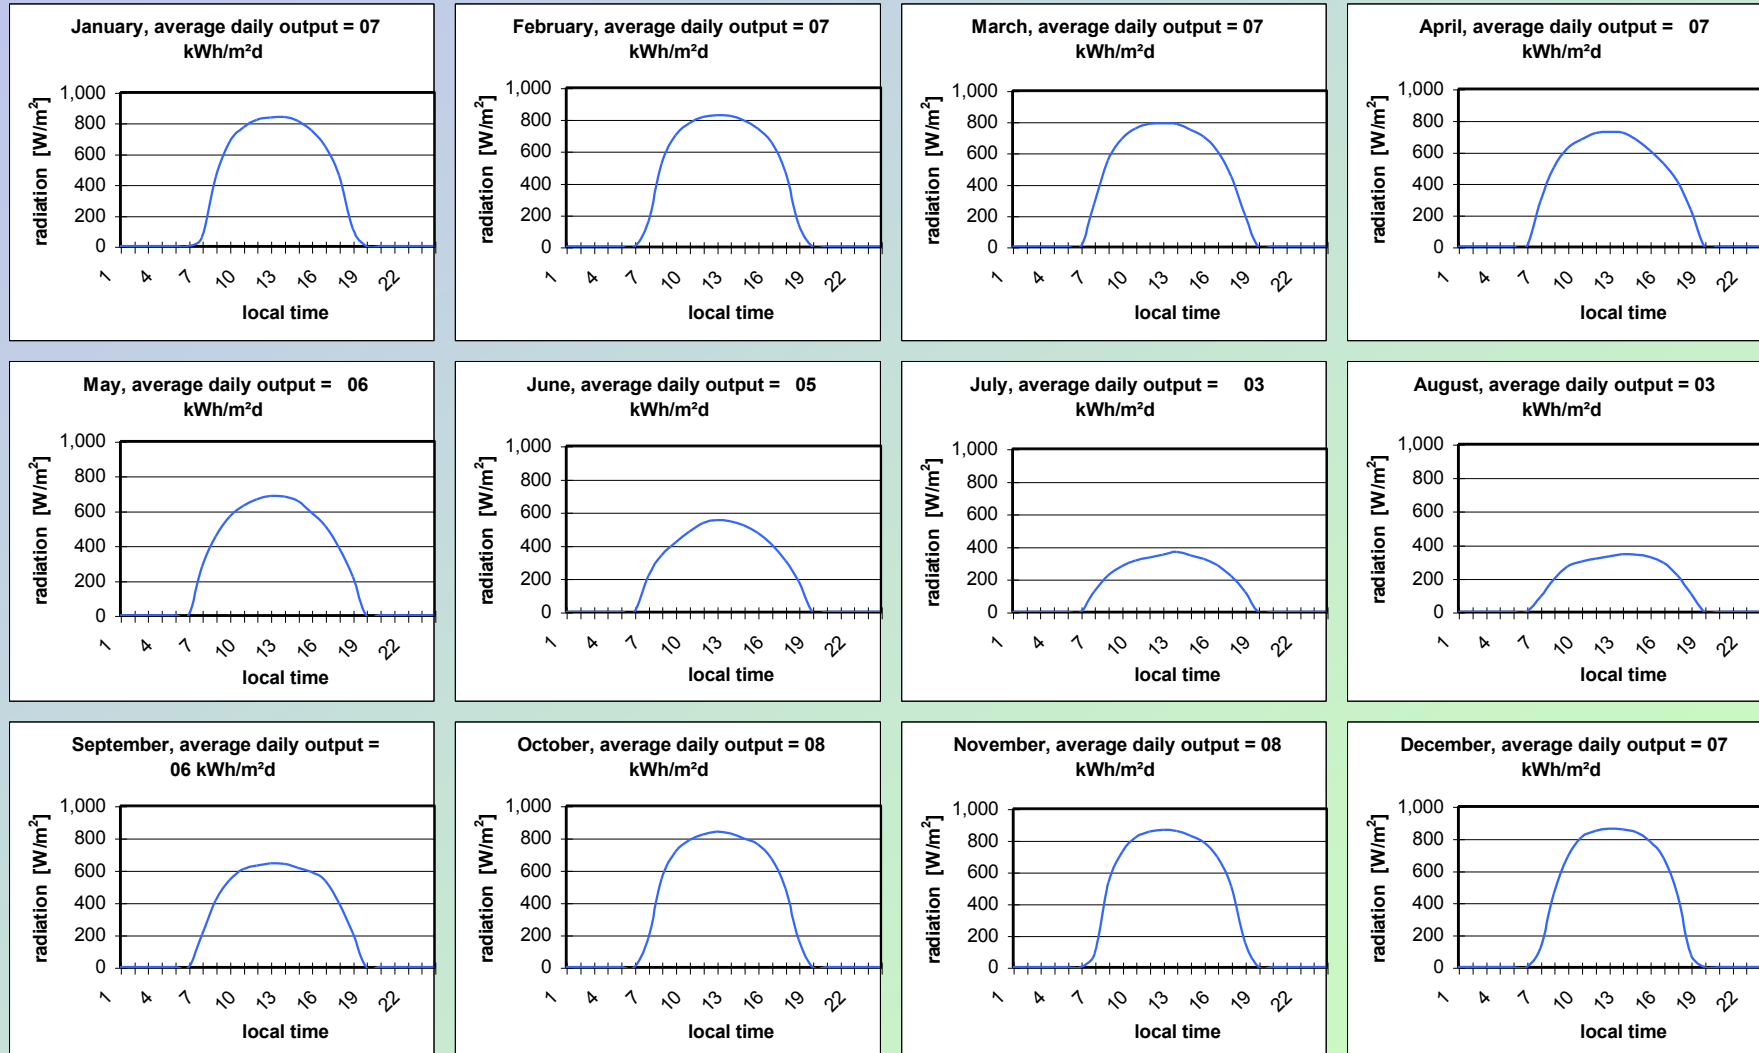 January, average daily output = 07
kWh/m²d
radiation [W/m²]
1,000
800
600
400
200
0
1 4 7 10 13 16 19 22
local time
February, average daily output = 07
kWh/m²d
radiation [W/m²]
1,000
800
600
400
200
0
1 4 7 10 13 16 19 22
local time
March, average daily output = 07
kWh/m²d
radiation [W/m²]
1,000
800
600
400
200
0
1 4 7 10 13 16 19 22
local time
April, average daily output = 07
kWh/m²d
radiation [W/m²]
1,000
800
600
400
200
0
1 4 7 10 13 16 19 22
local time
May, average daily output = 06
kWh/m²d
radiation [W/m²]
1,000
800
600
400
200
0
1 4 7 10 13 16 19 22
local time
June, average daily output = 05
kWh/m²d
radiation [W/m²]
1,000
800
600
400
200
0
1 4 7 10 13 16 19 22
local time
July, average daily output = 03
kWh/m²d
radiation [W/m²]
1,000
800
600
400
200
0
1 4 7 10 13 16 19 22
local time
August, average daily output = 03
kWh/m²d
radiation [W/m²]
1,000
800
600
400
200
0
1 4 7 10 13 16 19 22
local time
September, average daily output =
06 kWh/m²d
radiation [W/m²]
1,000
800
600
400
200
0
1 4 7 10 13 16 19 22
local time
October, average daily output = 08
kWh/m²d
radiation [W/m²]
1,000
800
600
400
200
0
1 4 7 10 13 16 19 22
local time
November, average daily output = 08
kWh/m²d
radiation [W/m²]
1,000
800
600
400
200
0
1 4 7 10 13 16 19 22
local time
December, average daily output = 07
kWh/m²d
radiation [W/m²]
1,000
800
600
400
200
0
1 4 7 10 13 16 19 22
local time